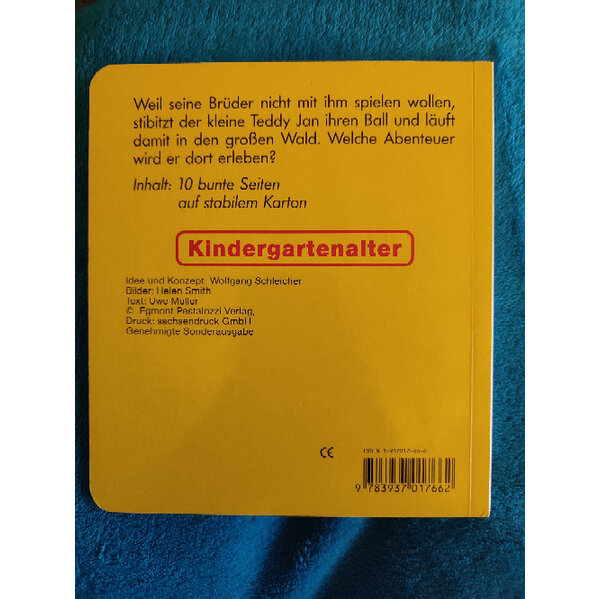 Weil seine Brüder nicht mit ihm spielen wollen,
stibitzt der kleine Teddy Jan ihren Ball und läuft
damit in den großen Wald. Welche Abenteuer
wird er dort erleben?
Inhalt: 10 bunte Seiten
auf stabilem Karton
Kindergartenalter
Idee und Konzept: Wolfgang Schleicher
Bilder: Helen Smith
Text: Uwe Müller
© Egmont Pestalozzi Verlag,
Druck: sachsendruck GmbH
Genehmigte Sonderausgabe
CE
9 783937 017662